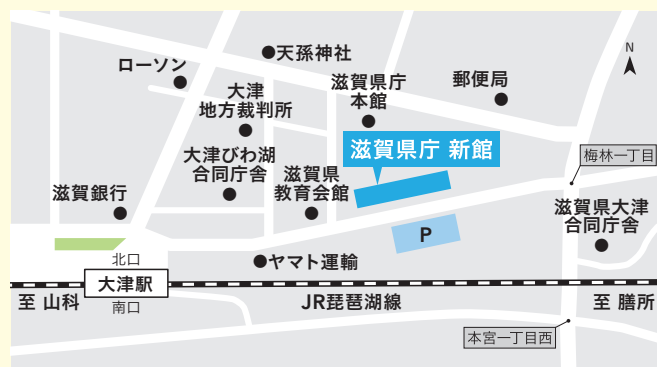 天孫神社
N
ローソン
滋賀県庁
本館
郵便局
大津
地方裁判所
滋賀県庁 新館
大津びわ湖
合同庁舎
梅林一丁目
滋賀県
教育会館
滋賀銀行
滋賀県大津
合同庁舎
P
北口
ヤマト運輸
大津駅
至 山科
南口
JR琵琶湖線
至 膳所
本宮一丁目西